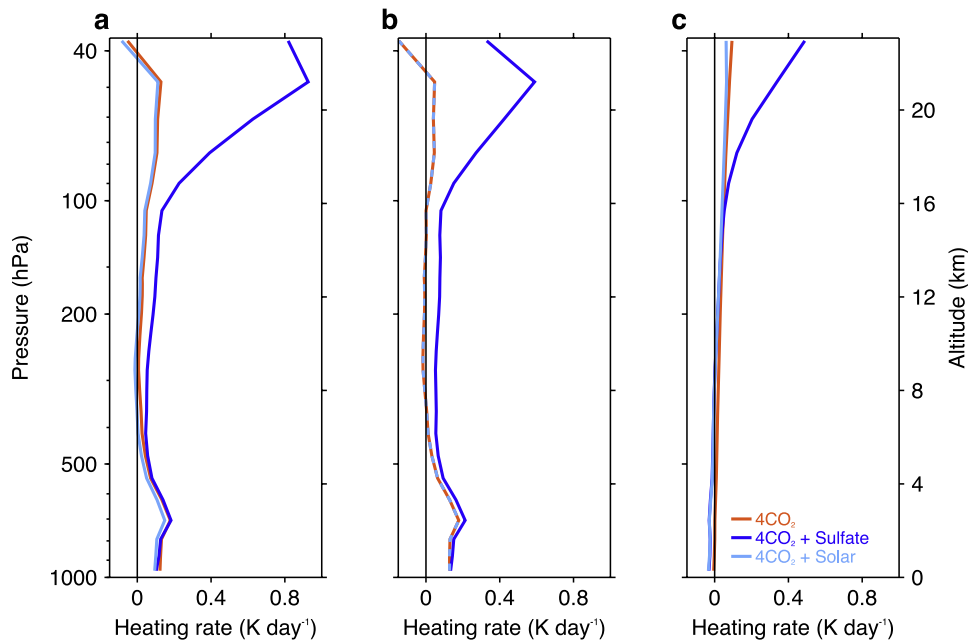 a
b
c
40
100
200
500
1000
Pressure (hPa)
0
0.4
0.8
Heating rate (K day⁻¹)
0
0.4
0.8
Heating rate (K day⁻¹)
0
0.4
0.8
Heating rate (K day⁻¹)
4CO₂
4CO₂ + Sulfate
4CO₂ + Solar
20
16
12
8
4
0
Altitude (km)